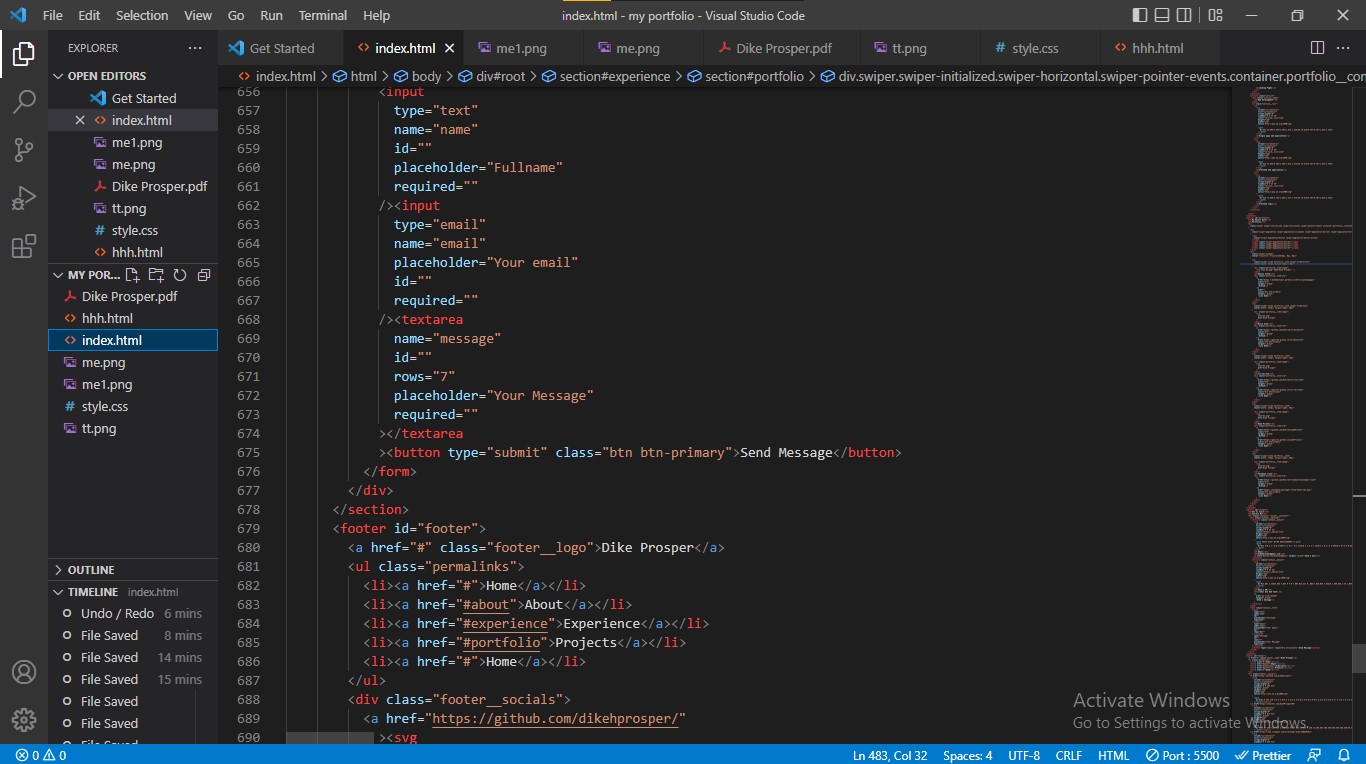 File Edit Selection View Go Run Terminal Help
index.html - my portfolio - Visual Studio Code
EXPLORER
Get Started
index.html
me1.png
me.png
Dike Prosper.pdf
tt.png
style.css
hhh.html
index.html > html > body > div#root > section#experience > section#portfolio > div.swiper.swiper-initialized.swiper-horizontal.swiper-pointer-events.container.portfolio__con
OPEN EDITORS
Get Started
index.html
me1.png
me.png
Dike Prosper.pdf
tt.png
style.css
hhh.html
MY POR...
Dike Prosper.pdf
hhh.html
index.html
me.png
me1.png
style.css
tt.png
OUTLINE
TIMELINE index.html
Undo / Redo 6 mins
File Saved 8 mins
File Saved 14 mins
File Saved 15 mins
File Saved
File Saved
File Saved
656 <input
657 type="text"
658 name="name"
659 id=""
660 placeholder="Fullname"
661 required=""
662 /><input
663 type="email"
664 name="email"
665 placeholder="Your email"
666 id=""
667 required=""
668 /><textarea
669 name="message"
670 id=""
671 rows="7"
672 placeholder="Your Message"
673 required=""
674 ></textarea
675 ><button type="submit" class="btn btn-primary">Send Message</button>
676 </form>
677 </div>
678 </section>
679 <footer id="footer">
680 <a href="#" class="footer__logo">Dike Prosper</a>
681 <ul class="permalinks">
682 <li><a href="#">Home</a></li>
683 <li><a href="#about">About</a></li>
684 <li><a href="#experience">Experience</a></li>
685 <li><a href="#portfolio">Projects</a></li>
686 <li><a href="#">Home</a></li>
687 </ul>
688 <div class="footer__socials">
689 <a href="https://github.com/dikehprosper/"
690 ><svg
Activate Windows
Go to Settings to activate Windows.
0 0
Ln 483, Col 32
Spaces: 4
UTF-8
CRLF
HTML
Port : 5500
Prettier